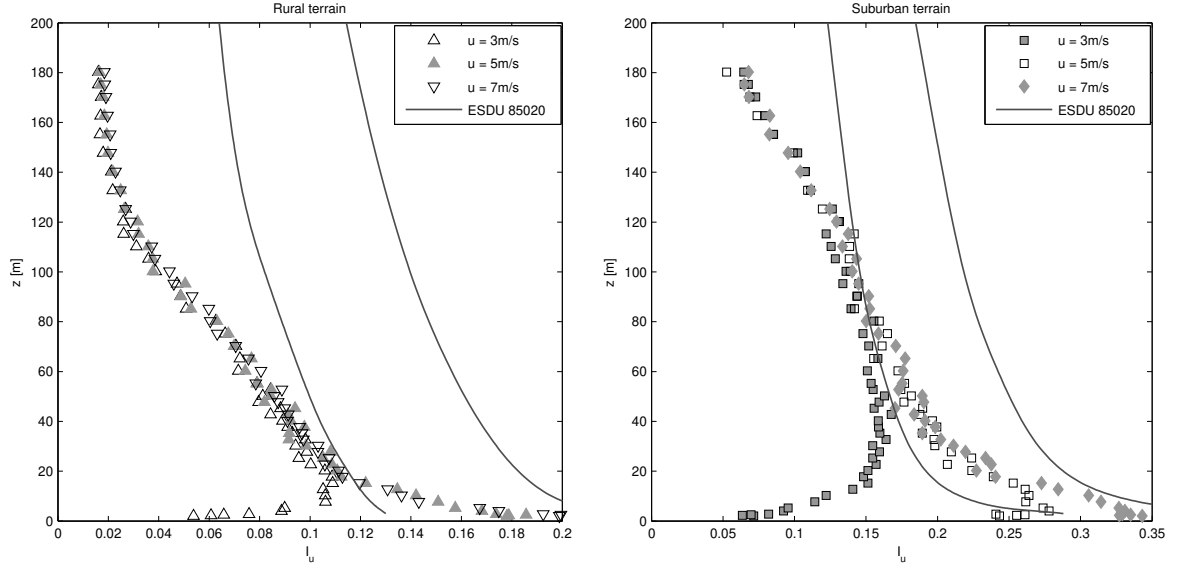 Rural terrain
200
180
160
140
120
100
80
60
40
20
0
z [m]
0
0.02
0.04
0.06
0.08
0.1
0.12
0.14
0.16
0.18
0.2
I_u
u = 3m/s
u = 5m/s
u = 7m/s
ESDU 85020
Suburban terrain
200
180
160
140
120
100
80
60
40
20
0
z [m]
0
0.05
0.1
0.15
0.2
0.25
0.3
0.35
I_u
u = 3m/s
u = 5m/s
u = 7m/s
ESDU 85020